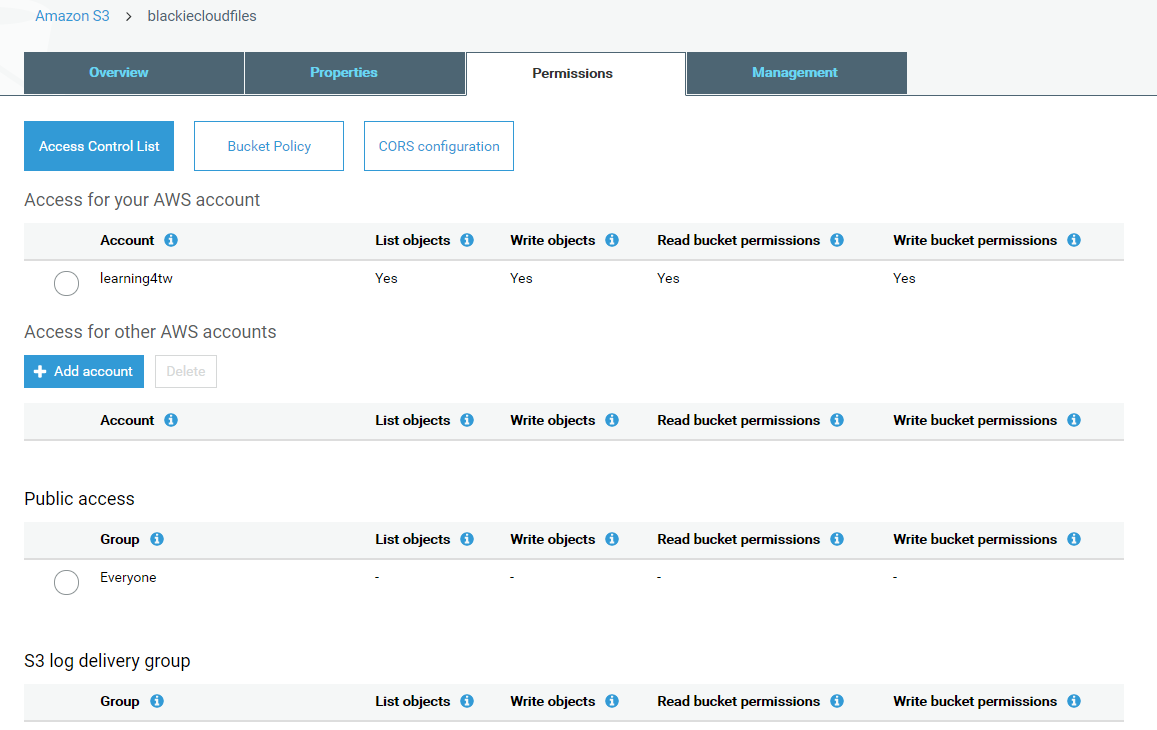 Amazon S3 > blackiecloudfiles
Overview Properties Permissions Management
Access Control List Bucket Policy CORS configuration
Access for your AWS account
Account List objects Write objects Read bucket permissions Write bucket permissions
learning4tw Yes Yes Yes Yes
Access for other AWS accounts
+ Add account Delete
Account List objects Write objects Read bucket permissions Write bucket permissions
Public access
Group List objects Write objects Read bucket permissions Write bucket permissions
Everyone - - - -
S3 log delivery group
Group List objects Write objects Read bucket permissions Write bucket permissions